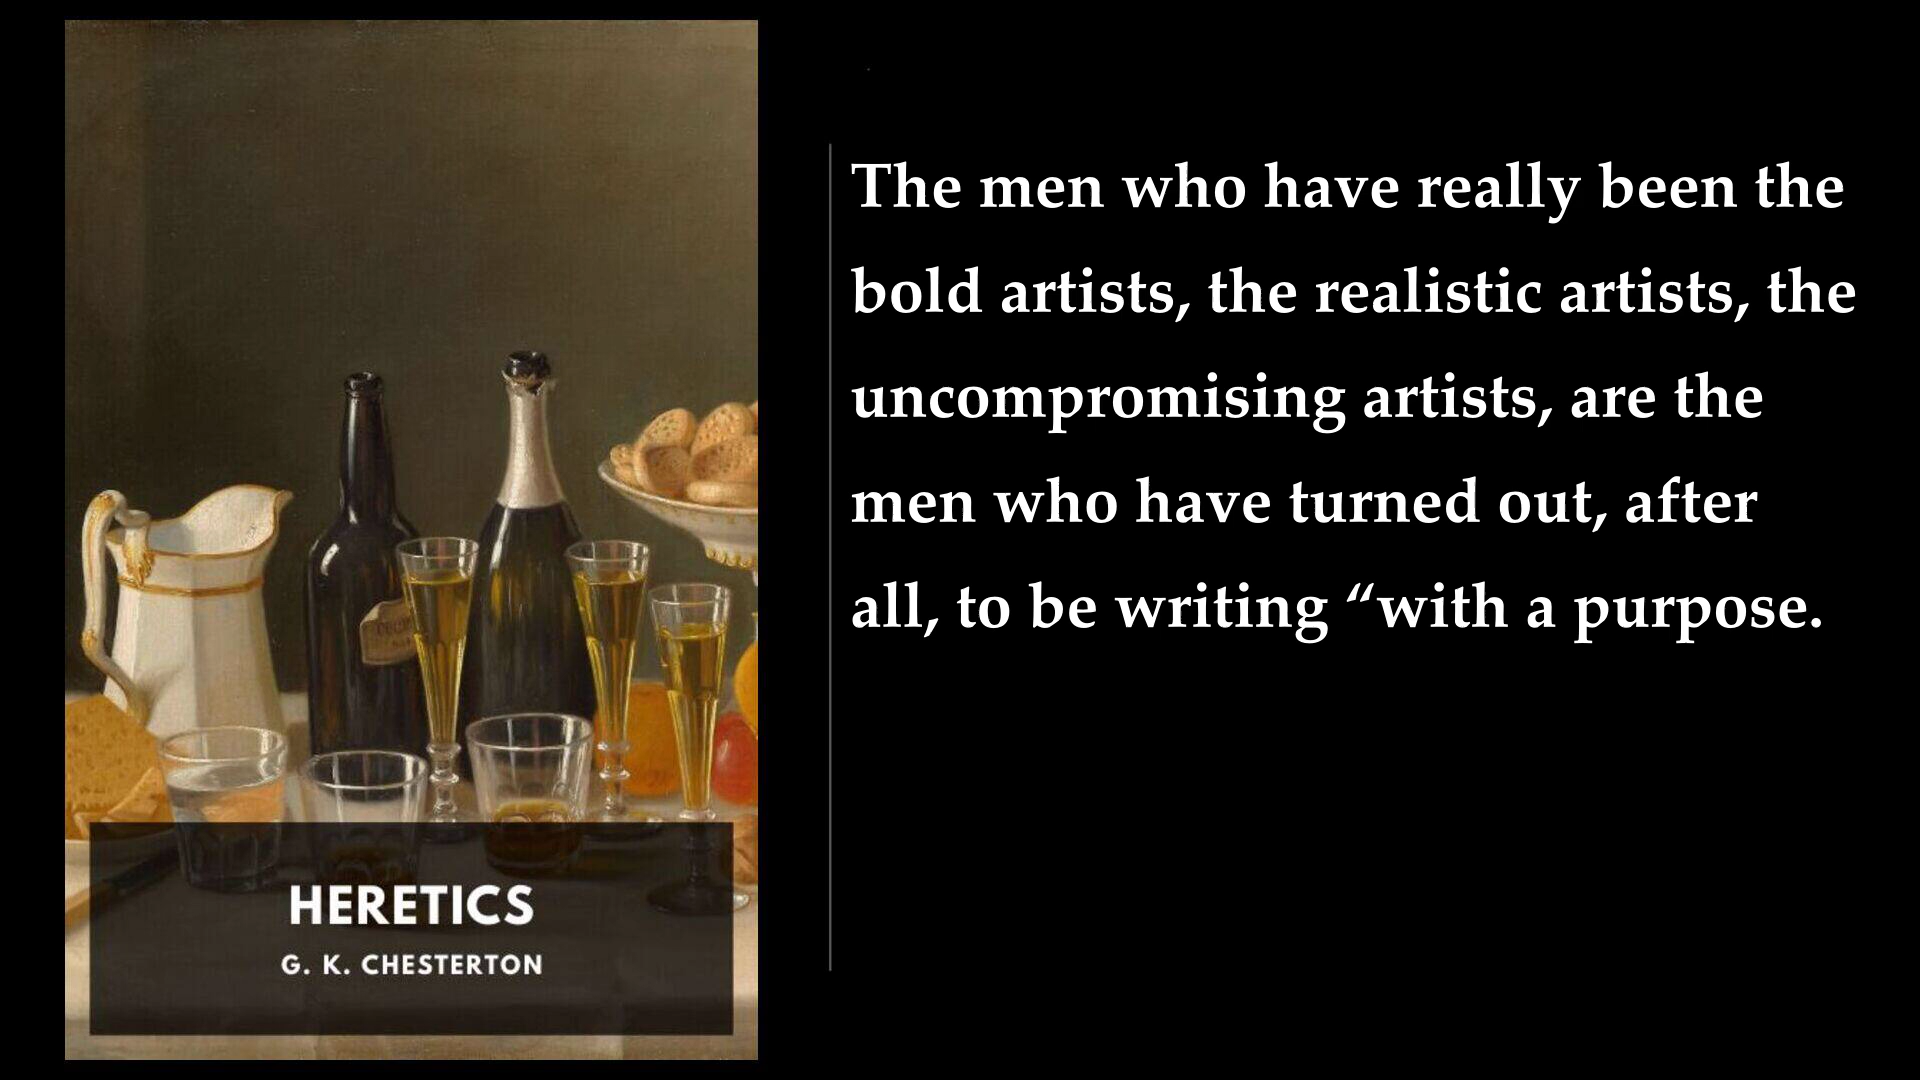 The men who have really been the
bold artists, the realistic artists, the
uncompromising artists, are the
men who have turned out, after
all, to be writing “with a purpose.
HERETICS
G. K. CHESTERTON